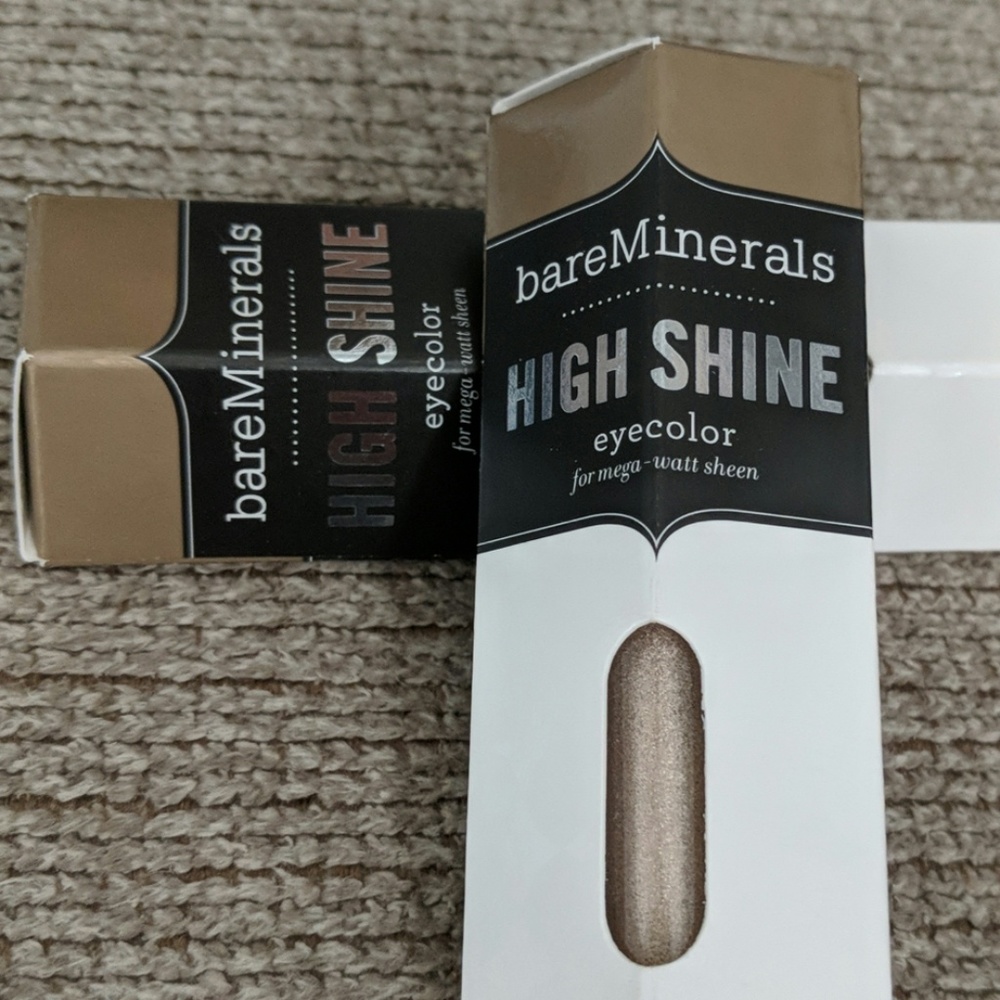 bareMinerals
HIGH SHINE
eyecolor
for mega-watt sheen
bareMinerals
HIGH SHINE
eyecolor
for mega-watt sheen